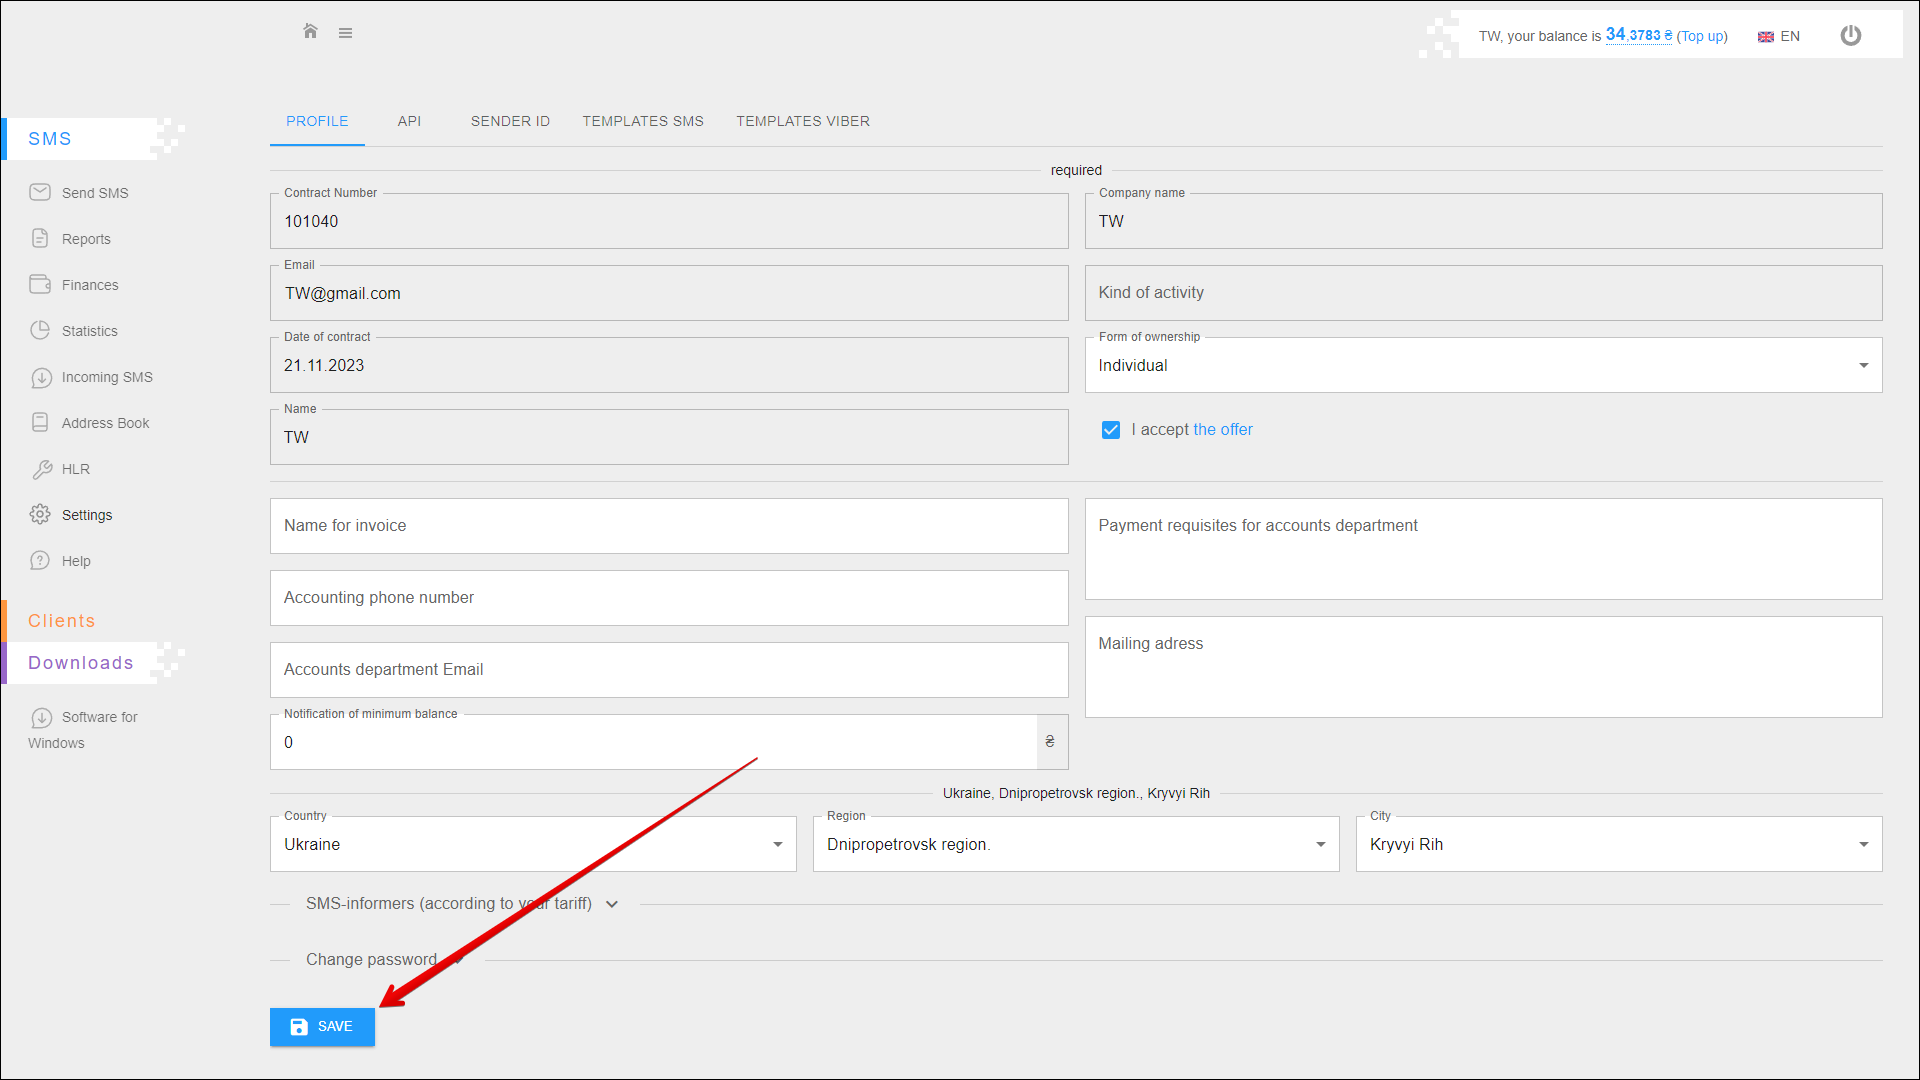 TW, your balance is 34,3783 ₴ (Top up)
EN
SMS
Send SMS
Reports
Finances
Statistics
Incoming SMS
Address Book
HLR
Settings
Help
Clients
Downloads
Software for
Windows
PROFILE
API
SENDER ID
TEMPLATES SMS
TEMPLATES VIBER
required
Contract Number
101040
Company name
TW
Email
TW@gmail.com
Kind of activity
Date of contract
21.11.2023
Form of ownership
Individual
Name
TW
I accept the offer
Name for invoice
Payment requisites for accounts department
Accounting phone number
Mailing adress
Accounts department Email
Notification of minimum balance
0
₴
Ukraine, Dnipropetrovsk region., Kryvyi Rih
Country
Ukraine
Region
Dnipropetrovsk region.
City
Kryvyi Rih
SMS-informers (according to your tariff)
Change password
SAVE